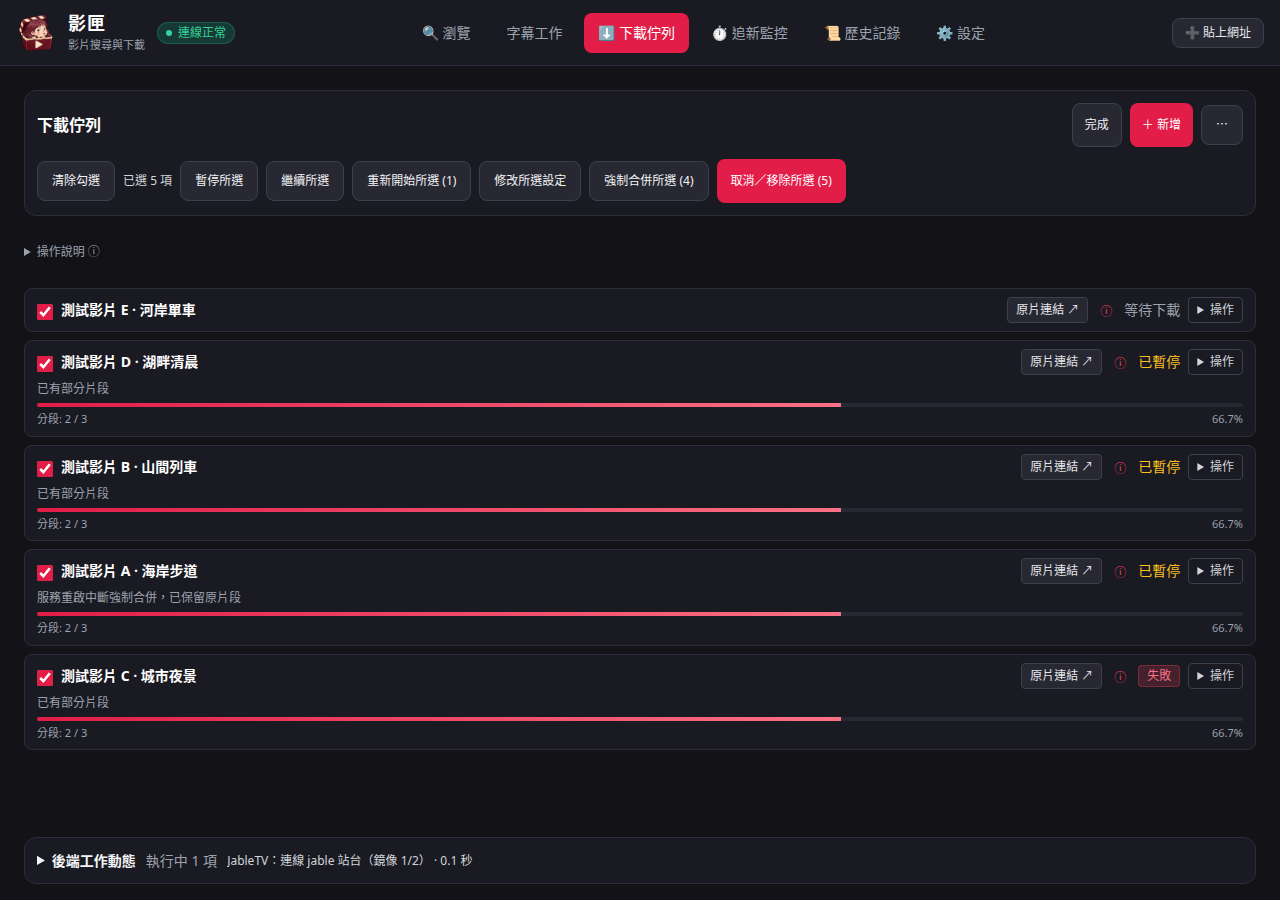 影匣
影片搜尋與下載
連線正常
瀏覽
字幕工作
下載佇列
追新監控
歷史記錄
設定
貼上網址
下載佇列
完成
＋ 新增
⋯
清除勾選
已選 5 項
暫停所選
繼續所選
重新開始所選 (1)
修改所選設定
強制合併所選 (4)
取消／移除所選 (5)
▶ 操作說明 ⓘ
測試影片 E · 河岸單車
原片連結 ↗
ⓘ
等待下載
▶ 操作
測試影片 D · 湖畔清晨
原片連結 ↗
ⓘ
已暫停
▶ 操作
已有部分片段
分段: 2 / 3
66.7%
測試影片 B · 山間列車
原片連結 ↗
ⓘ
已暫停
▶ 操作
已有部分片段
分段: 2 / 3
66.7%
測試影片 A · 海岸步道
原片連結 ↗
ⓘ
已暫停
▶ 操作
服務重啟中斷強制合併，已保留原片段
分段: 2 / 3
66.7%
測試影片 C · 城市夜景
原片連結 ↗
ⓘ
失敗
▶ 操作
已有部分片段
分段: 2 / 3
66.7%
▶ 後端工作動態 執行中 1 項 JableTV：連線 jable 站台（鏡像 1/2） · 0.1 秒